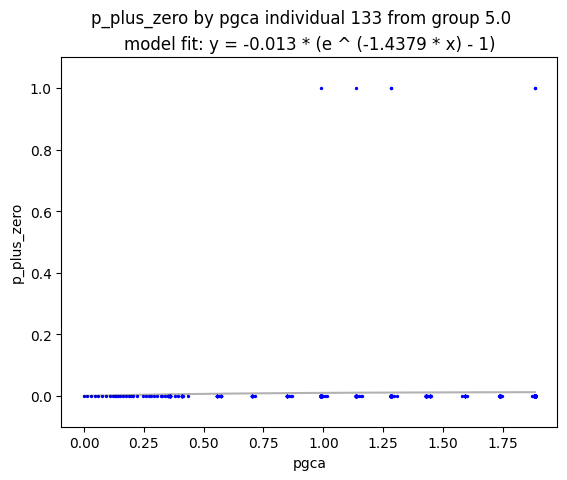 p_plus_zero by pgca individual 133 from group 5.0
model fit: y = -0.013 * (e ^ (-1.4379 * x) - 1)
1.0
0.8
0.6
0.4
0.2
0.0
p_plus_zero
0.00 0.25 0.50 0.75 1.00 1.25 1.50 1.75
pgca